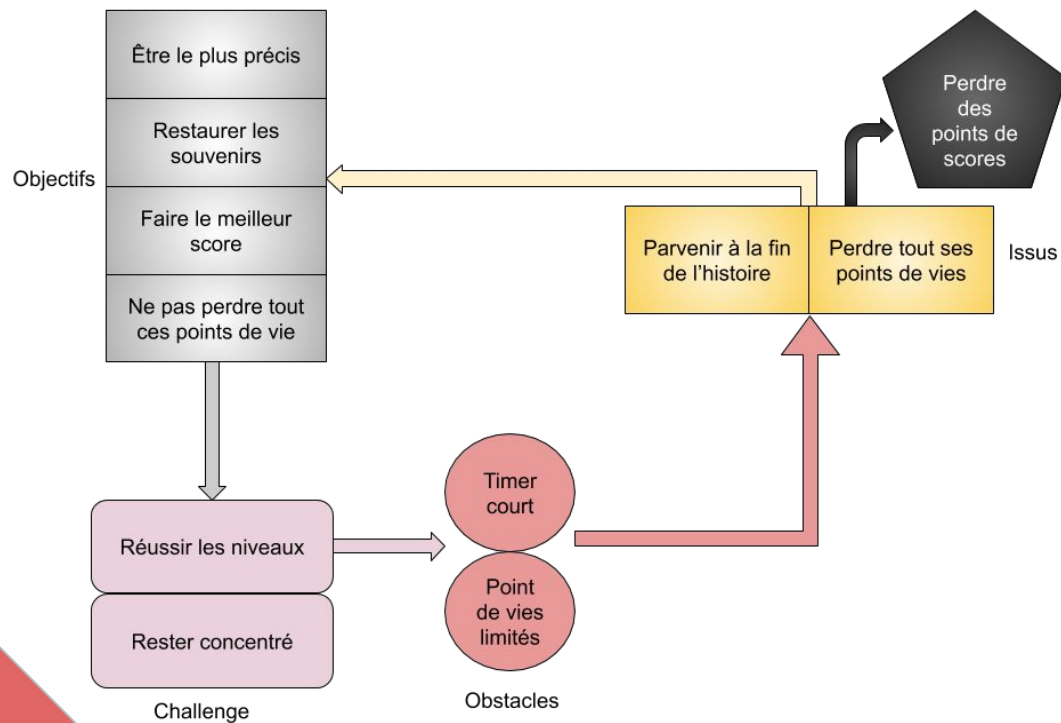 Être le plus précis
Restaurer les
souvenirs
Objectifs
Faire le meilleur
score
Ne pas perdre tout
ces points de vie
Perdre
des
points de
scores
Parvenir à la fin
de l'histoire
Perdre tout ses
points de vies
Issus
Timer
court
Réussir les niveaux
Point
de vies
limités
Rester concentré
Obstacles
Challenge